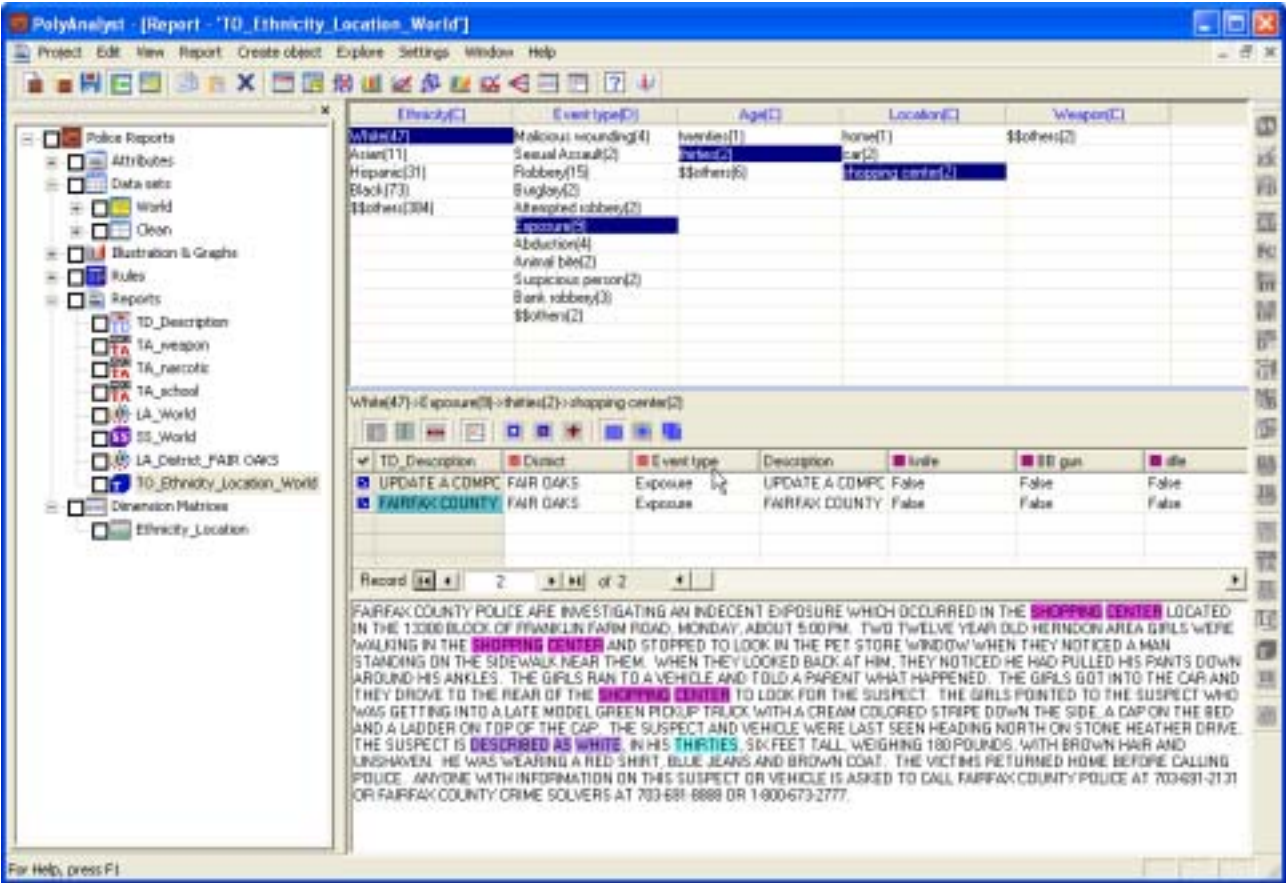 PolyAnalyst - [Report - 'TO_Ethnicity_Location_World']
Project Edit View Report Create object Explore Settings Window Help
Ethnicity[C] Event type[D] Age[C] Location[C] Weapon[C]
White[47] Malicious wounding[4] twenties[1] home[1] $$others[2]
Asian[11] Sexual Assault[2] thirties[2] car[2]
Hispanic[31] Robbery[15] $$others[6] shopping center[2]
Black[73] Burglary[2]
$$others[384] Attempted robbery[2]
Exposure[9]
Abduction[4]
Animal bite[2]
Suspicious person[2]
Bank robbery[3]
$$others[2]
Police Reports
Attributes
Data sets
World
Clean
Illustration & Graphs
Rules
Reports
TD_Description
TA_weapon
TA_narcotic
TA_school
LA_World
SS_World
LA_District_FAIR OAKS
TO_Ethnicity_Location_World
Dimension Matrices
Ethnicity_Location
White[47]->Exposure[9]->thirties[2]->shopping center[2]
TD_Description District Event type Description knife BB gun rifle
UPDATE A COMPC FAIR OAKS Exposure UPDATE A COMPC False False False
FAIRFAX COUNTY FAIR OAKS Exposure FAIRFAX COUNTY False False False
Record 2 of 2
FAIRFAX COUNTY POLICE ARE INVESTIGATING AN INDECENT EXPOSURE WHICH OCCURRED IN THE SHOPPING CENTER LOCATED
IN THE 13300 BLOCK OF FRANKLIN FARM ROAD, MONDAY, ABOUT 5:00 PM. TWO TWELVE YEAR OLD HERNDON AREA GIRLS WERE
WALKING IN THE SHOPPING CENTER AND STOPPED TO LOOK IN THE PET STORE WINDOW WHEN THEY NOTICED A MAN
STANDING ON THE SIDEWALK NEAR THEM. WHEN THEY LOOKED BACK AT HIM, THEY NOTICED HE HAD PULLED HIS PANTS DOWN
AROUND HIS ANKLES. THE GIRLS RAN TO A VEHICLE AND TOLD A PARENT WHAT HAPPENED. THE GIRLS GOT INTO THE CAR AND
THEY DROVE TO THE REAR OF THE SHOPPING CENTER TO LOOK FOR THE SUSPECT. THE GIRLS POINTED TO THE SUSPECT WHO
WAS GETTING INTO A LATE MODEL GREEN PICKUP TRUCK WITH A CREAM COLORED STRIPE DOWN THE SIDE, A CAP ON THE BED
AND A LADDER ON TOP OF THE CAP. THE SUSPECT AND VEHICLE WERE LAST SEEN HEADING NORTH ON STONE HEATHER DRIVE.
THE SUSPECT IS DESCRIBED AS WHITE, IN HIS THIRTIES, SIX FEET TALL, WEIGHING 180 POUNDS, WITH BROWN HAIR AND
UNSHAVEN. HE WAS WEARING A RED SHIRT, BLUE JEANS AND BROWN COAT. THE VICTIMS RETURNED HOME BEFORE CALLING
POLICE. ANYONE WITH INFORMATION ON THIS SUSPECT OR VEHICLE IS ASKED TO CALL FAIRFAX COUNTY POLICE AT 703-691-2131
OR FAIRFAX COUNTY CRIME SOLVERS AT 703-681-8888 OR 1-800-673-2777.
For Help, press F1